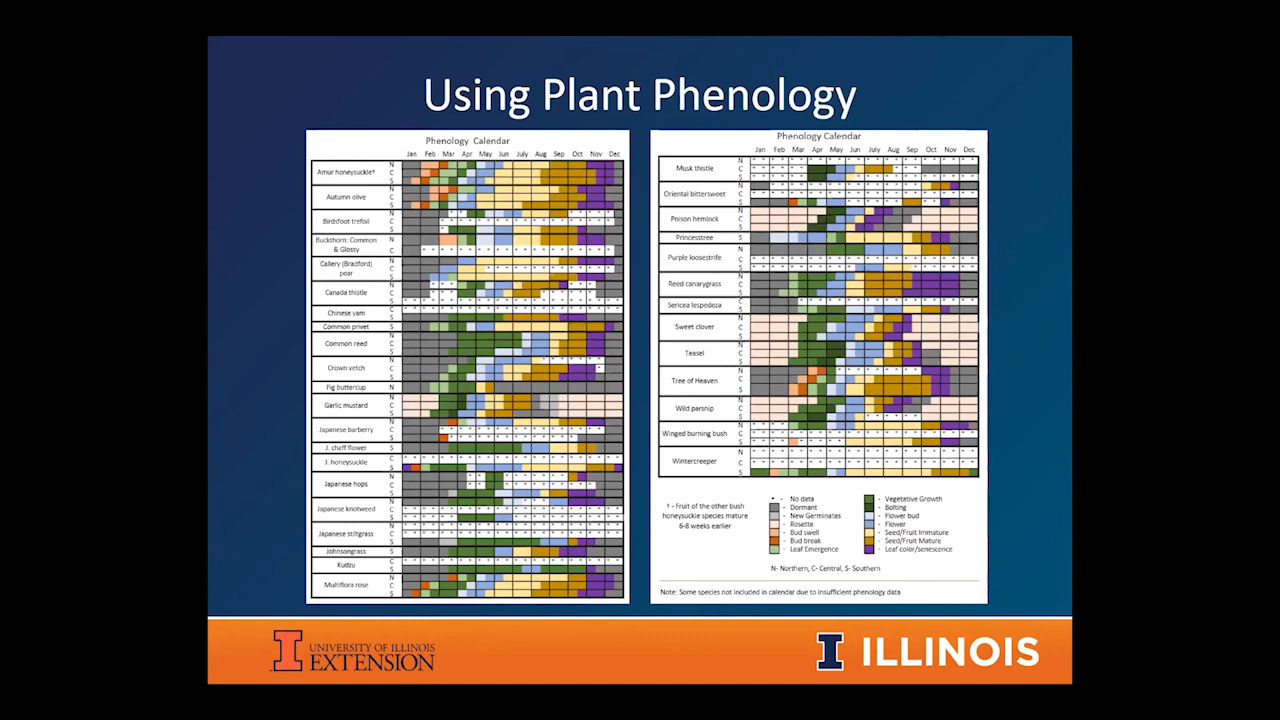 Using Plant Phenology
Phenology Calendar
Jan Feb Mar Apr May Jun July Aug Sep Oct Nov Dec
Amur honeysuckle† N C S
Autumn olive N C S
Birdsfoot trefoil N C S
Buckthorn: Common & Glossy N C
Callery (Bradford) pear N C S
Canada thistle N C S
Chinese yam C S
Common privet S
Common reed N C S
Crown vetch N C S
Fig buttercup N
Garlic mustard N C S
Japanese barberry N C S
J. chaff flower S
J. honeysuckle C S
Japanese hops N C S
Japanese knotweed N C S
Japanese stiltgrass N C S
Johnsongrass S
Kudzu C S
Multiflora rose N C S
Phenology Calendar
Jan Feb Mar Apr May Jun July Aug Sep Oct Nov Dec
Musk thistle N C S
Oriental bittersweet N C S
Poison hemlock N C S
Princesstree S
Purple loosestrife N C S
Reed canarygrass N C S
Sericea lespedeza C S
Sweet clover N C S
Teasel N C S
Tree of Heaven N C S
Wild parsnip N C S
Winged burning bush N C S
Wintercreeper N C S
† - Fruit of the other bush
honeysuckle species mature
6-8 weeks earlier
* - No data
- Dormant
- New Germinates
- Rosette
- Bud swell
- Bud break
- Leaf Emergence
- Vegetative Growth
- Bolting
- Flower bud
- Flower
- Seed/Fruit Immature
- Seed/Fruit Mature
- Leaf color/senescence
N- Northern, C- Central, S- Southern
Note: Some species not included in calendar due to insufficient phenology data
I UNIVERSITY OF ILLINOIS
EXTENSION
I ILLINOIS